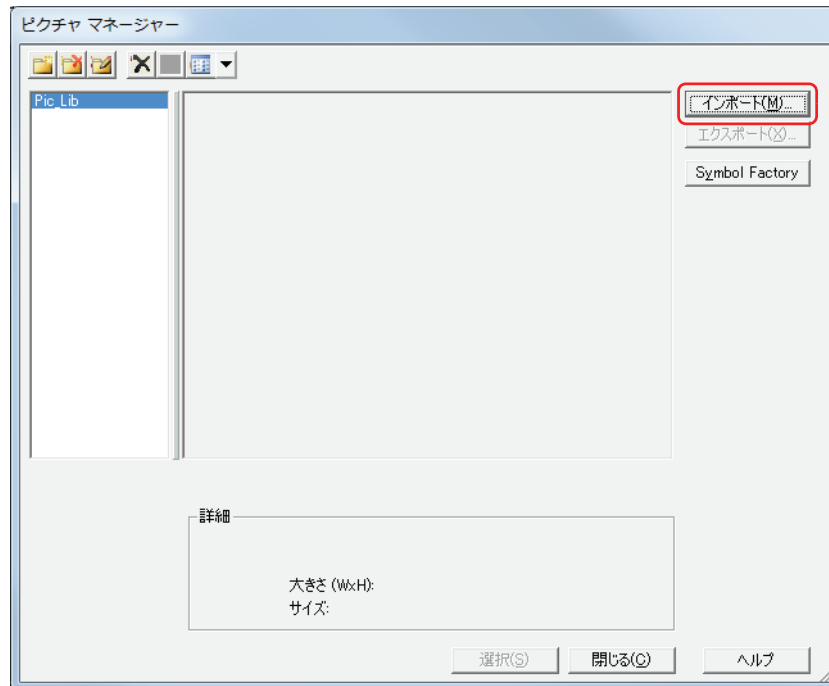 ピクチャ マネージャー
Pic_Lib
インポート(M)...
エクスポート(X)...
Symbol Factory
詳細
大きさ (WxH):
サイズ:
選択(S)
閉じる(C)
ヘルプ